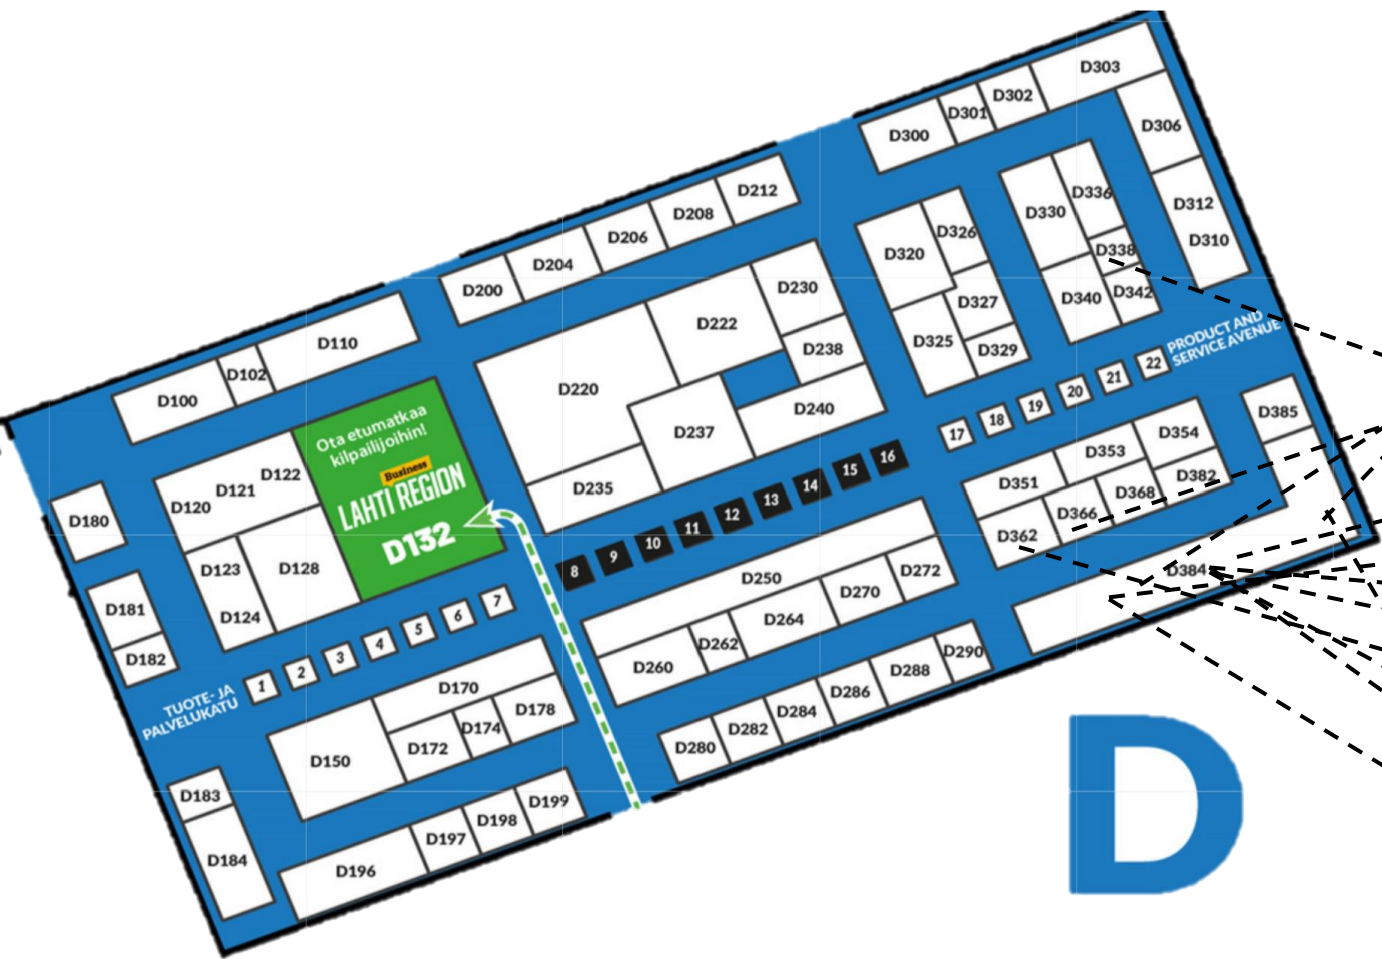 D303
D302
D301
D300
D306
D312
D310
D212
D208
D206
D204
D200
D336
D330
D338
D342
D340
D326
D320
D327
D325
D329
D230
D222
D238
D220
D240
D237
D235
D110
D102
D100
Ota etumatkaa
kilpailijoihin!
Business
LAHTI REGION
D132
D122
D121
D120
D123
D128
D124
D180
D181
D182
PRODUCT AND
SERVICE AVENUE
22
21
20
19
18
17
16
15
14
13
12
11
10
9
8
7
6
5
4
3
2
1
TUOTE- JA
PALVELUKATU
D385
D354
D353
D351
D382
D368
D366
D362
D384
D250
D272
D270
D264
D262
D260
D290
D288
D286
D284
D282
D280
D170
D178
D174
D172
D150
D183
D184
D199
D198
D197
D196
D